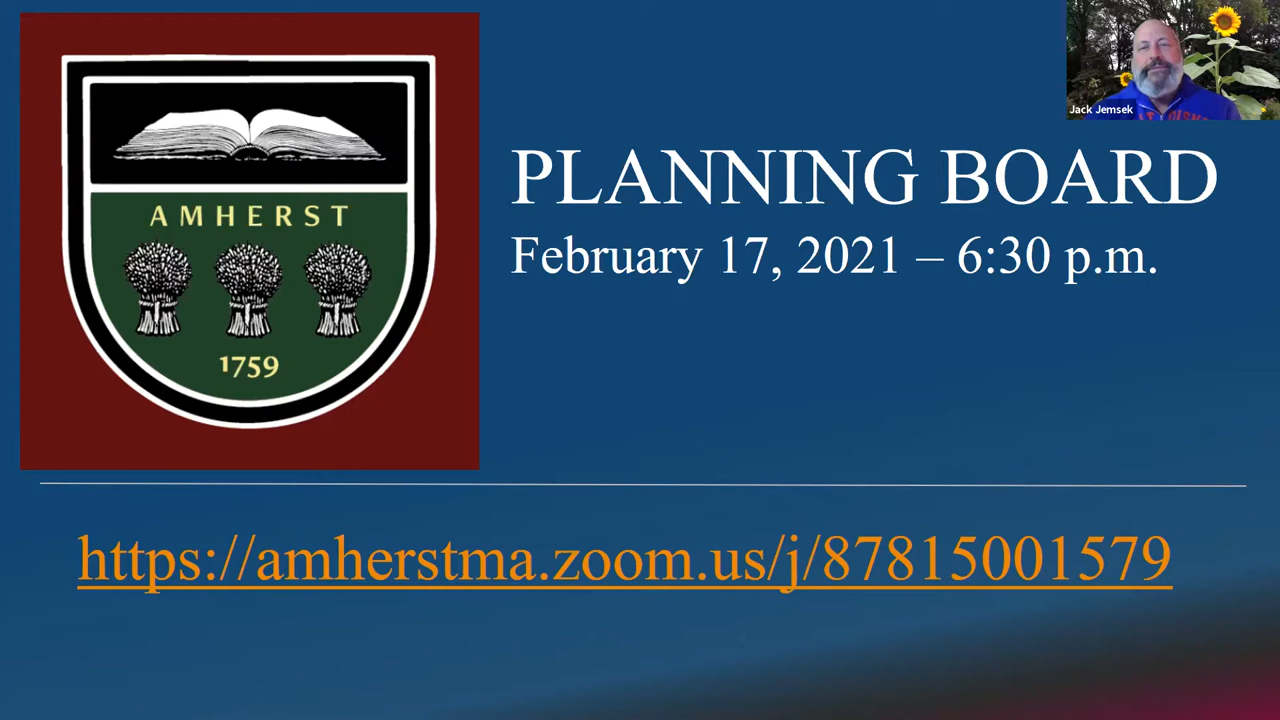 AMHERST
1759
PLANNING BOARD
February 17, 2021 – 6:30 p.m.
Jack Jemsek
https://amherstma.zoom.us/j/87815001579